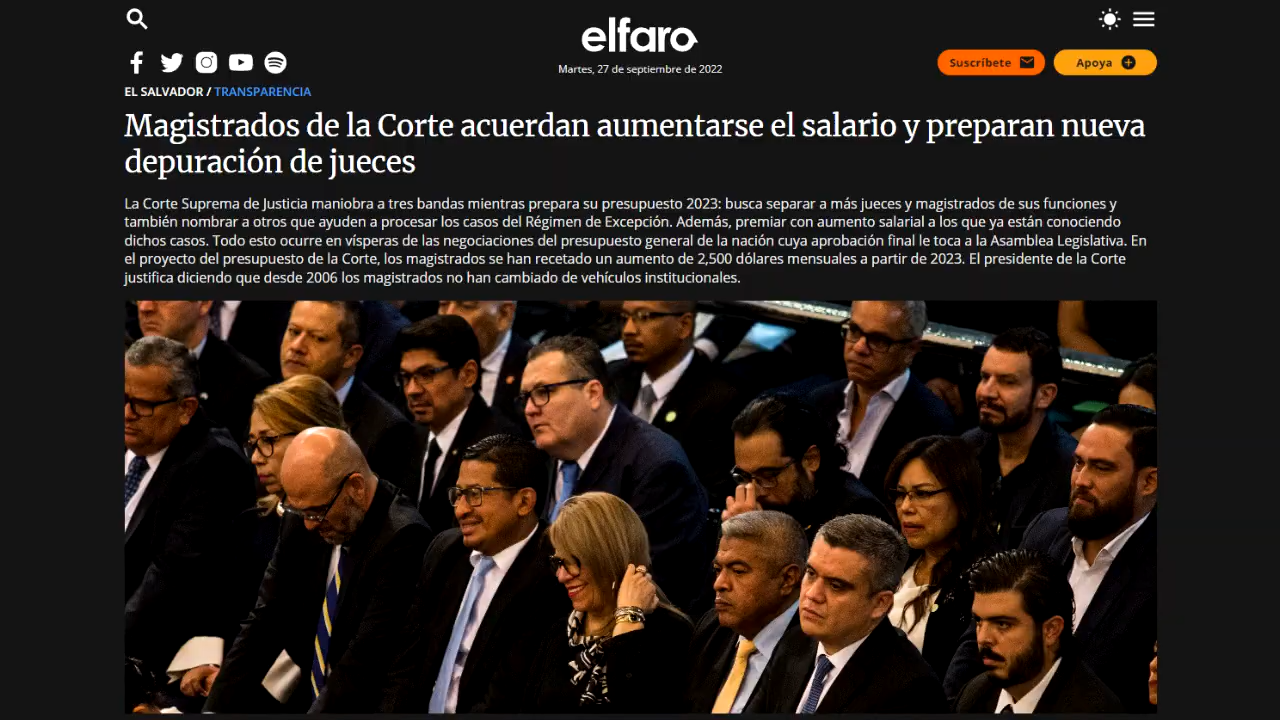 elfaro
Martes, 27 de septiembre de 2022
Suscríbete
Apoya
EL SALVADOR / TRANSPARENCIA
Magistrados de la Corte acuerdan aumentarse el salario y preparan nueva
depuración de jueces
La Corte Suprema de Justicia maniobra a tres bandas mientras prepara su presupuesto 2023: busca separar a más jueces y magistrados de sus funciones y
también nombrar a otros que ayuden a procesar los casos del Régimen de Excepción. Además, premiar con aumento salarial a los que ya están conociendo
dichos casos. Todo esto ocurre en vísperas de las negociaciones del presupuesto general de la nación cuya aprobación final le toca a la Asamblea Legislativa. En
el proyecto del presupuesto de la Corte, los magistrados se han recetado un aumento de 2,500 dólares mensuales a partir de 2023. El presidente de la Corte
justifica diciendo que desde 2006 los magistrados no han cambiado de vehículos institucionales.